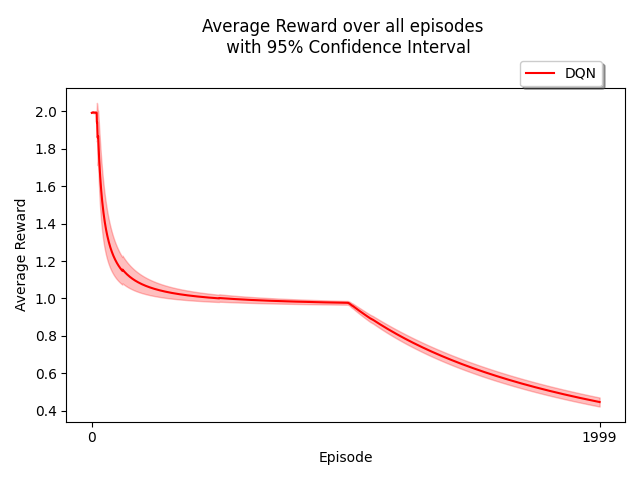 Average Reward over all episodes
with 95% Confidence Interval
DQN
2.0
1.8
1.6
1.4
1.2
1.0
0.8
0.6
0.4
Average Reward
0
1999
Episode